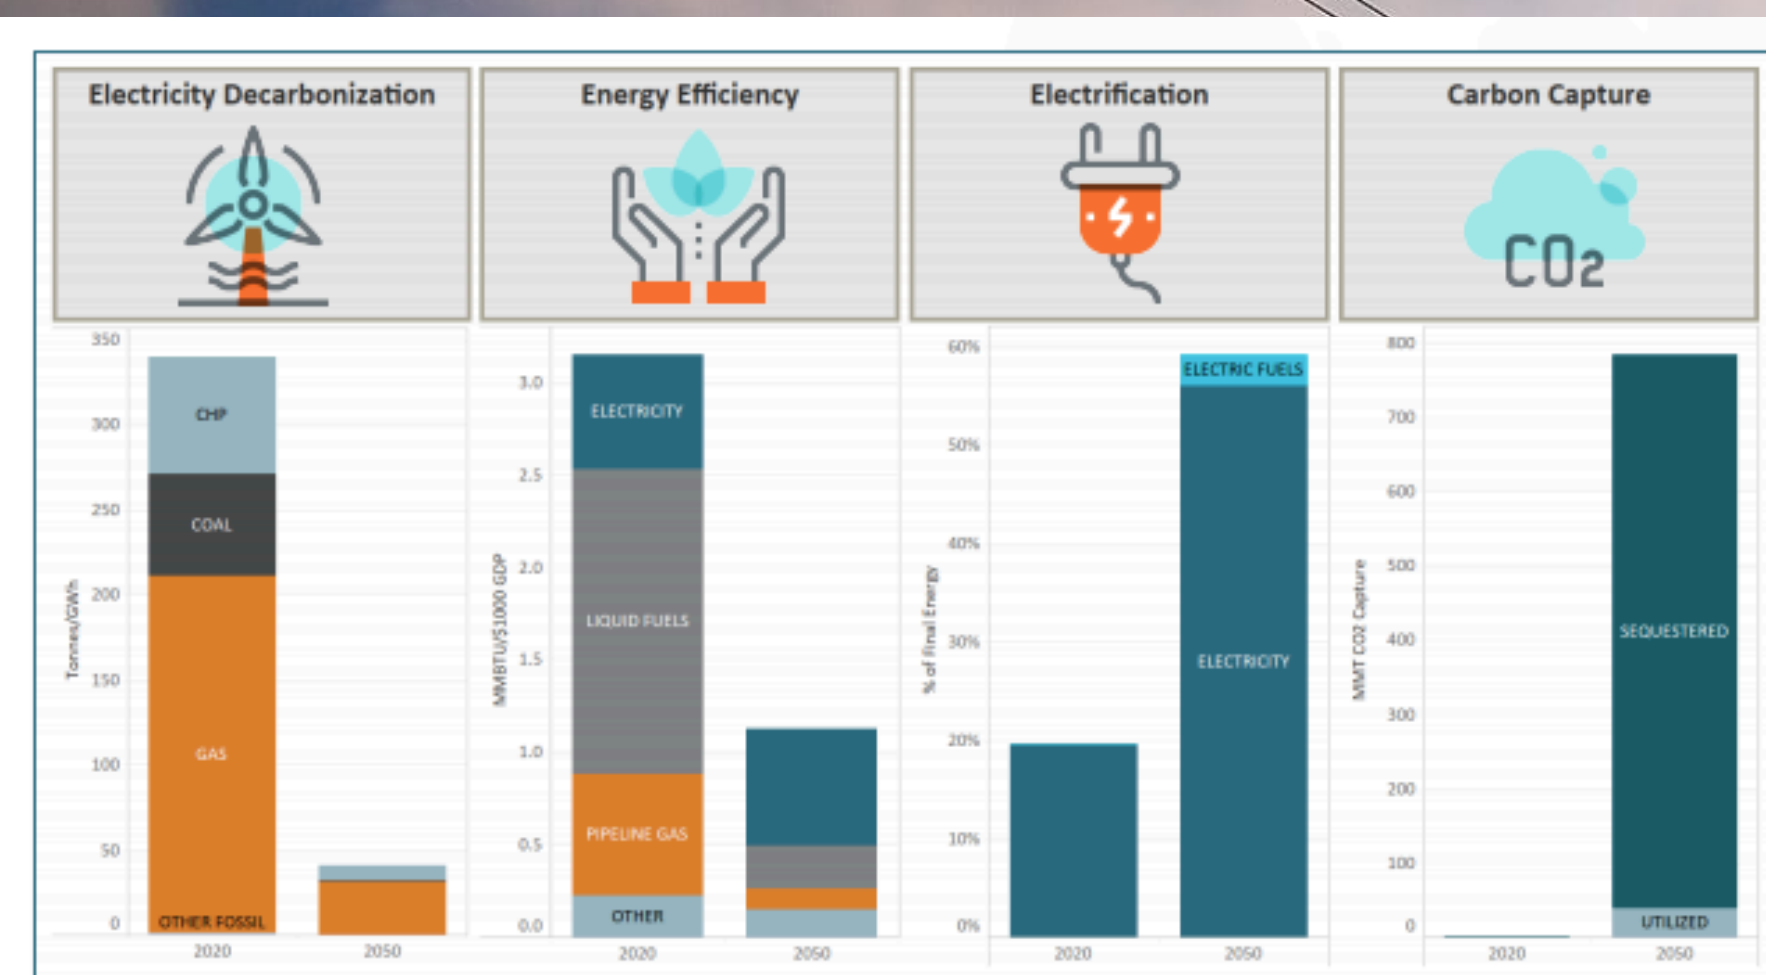 Electricity Decarbonization
Energy Efficiency
Electrification
Carbon Capture
CO2
Tonnes/GWh
350
300
250
200
150
100
50
0
CHP
COAL
GAS
OTHER FOSSIL
2020
2050
MMBTU/$1000 GDP
3.0
2.5
2.0
1.5
1.0
0.5
0.0
ELECTRICITY
LIQUID FUELS
PIPELINE GAS
OTHER
2020
2050
% of Final Energy
60%
50%
40%
30%
20%
10%
0%
ELECTRIC FUELS
ELECTRICITY
2020
2050
MMT CO2 Capture
800
700
600
500
400
300
200
100
0
SEQUESTERED
UTILIZED
2020
2050